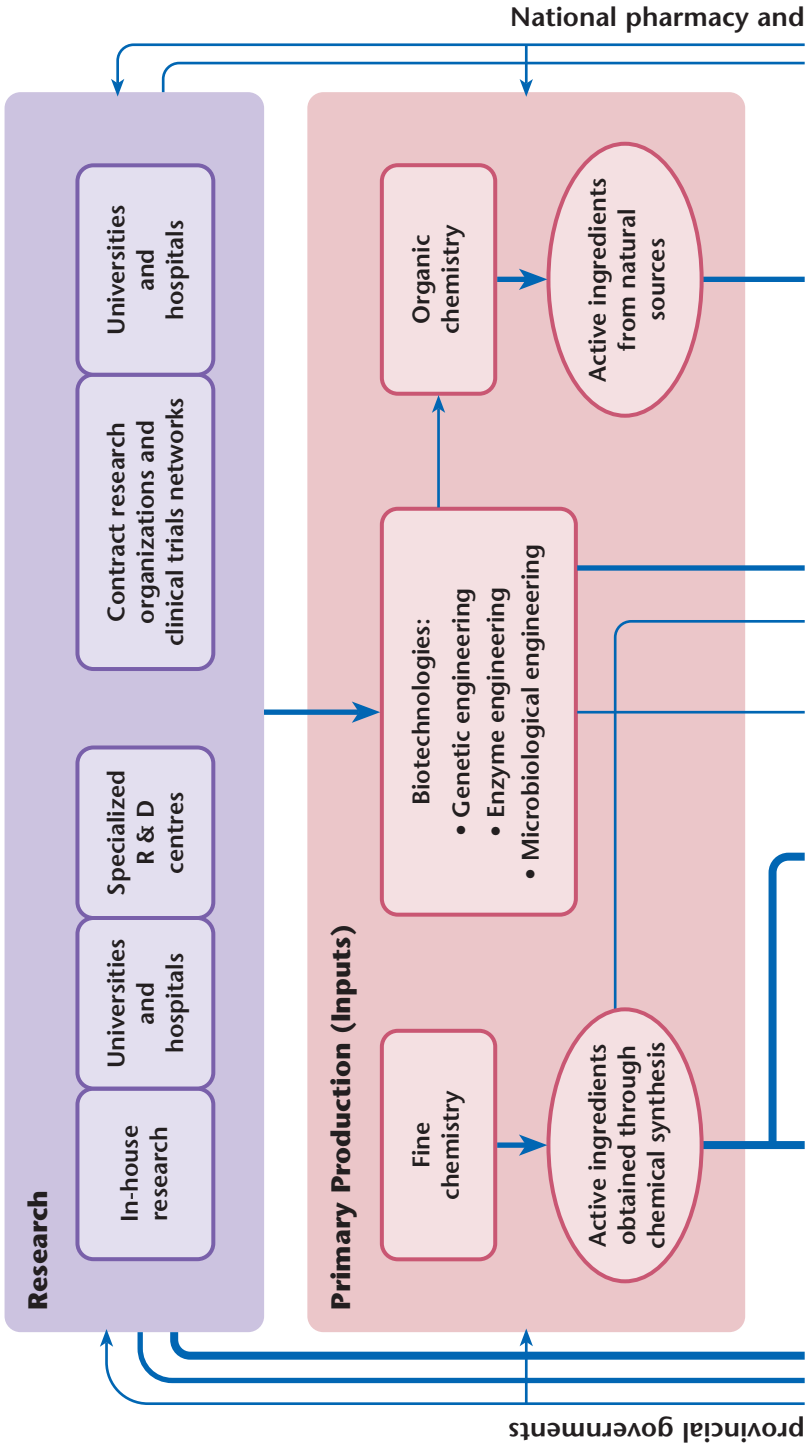 National pharmacy and
Research
In-house
research
Universities
and
hospitals
Specialized
R & D
centres
Contract research
organizations and
clinical trials networks
Universities
and
hospitals
Primary Production (Inputs)
Fine
chemistry
Biotechnologies:
• Genetic engineering
• Enzyme engineering
• Microbiological engineering
Organic
chemistry
Active ingredients
obtained through
chemical synthesis
Active ingredients
from natural
sources
provincial governments